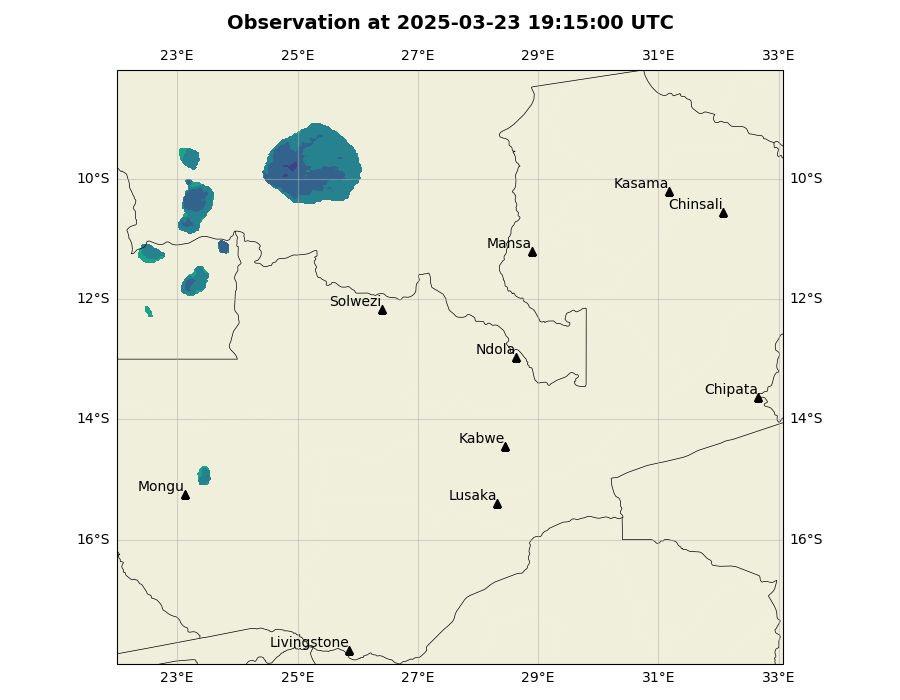 Observation at 2025-03-23 19:15:00 UTC
23°E 25°E 27°E 29°E 31°E 33°E
10°S 10°S
Kasama
Chinsali
Mansa
12°S 12°S
Solwezi
Ndola
Chipata
14°S 14°S
Kabwe
Mongu
Lusaka
16°S 16°S
Livingstone
23°E 25°E 27°E 29°E 31°E 33°E